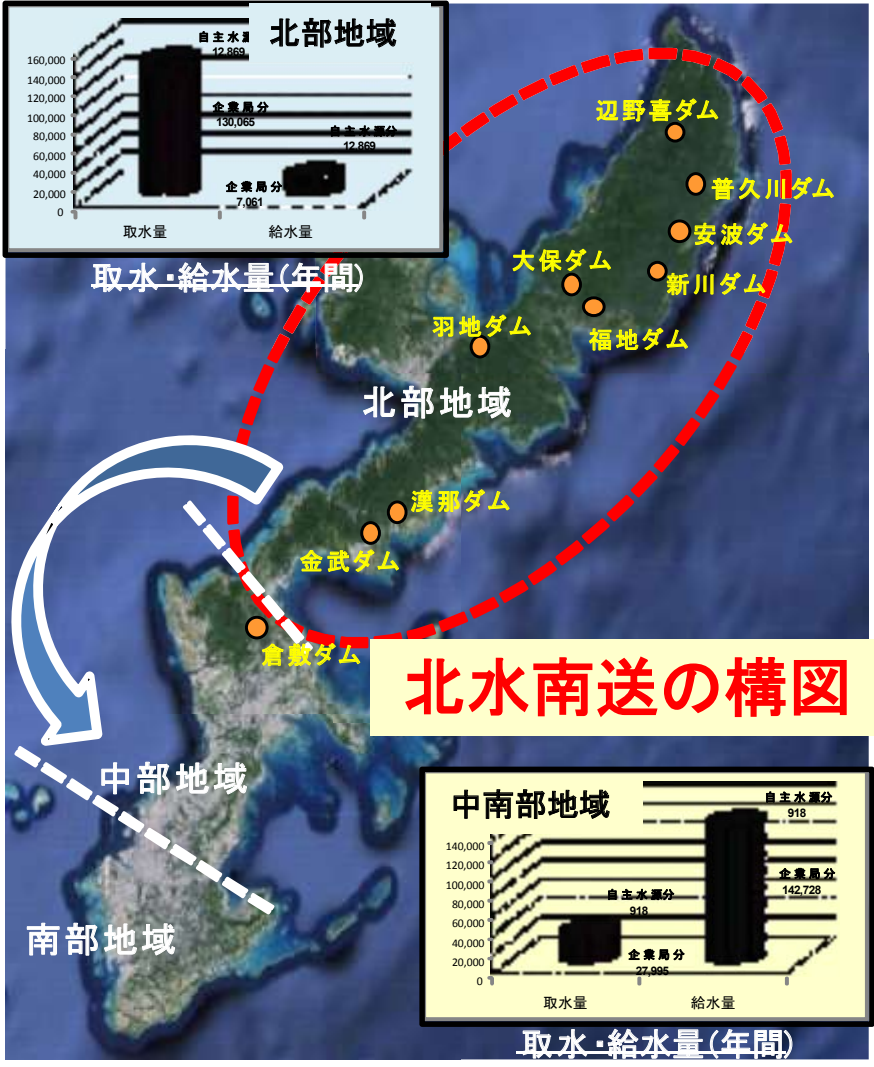 北部地域
自主水源
12,869
160,000
140,000
120,000
100,000
80,000
60,000
40,000
20,000
0
企業局分
130,065
自主水源分
12,869
企業局分
7,061
取水量
給水量
取水・給水量(年間)
辺野喜ダム
普久川ダム
安波ダム
大保ダム
新川ダム
羽地ダム
福地ダム
北部地域
漢那ダム
金武ダム
倉敷ダム
北水南送の構図
中部地域
南部地域
中南部地域
自主水源分
918
140,000
120,000
100,000
80,000
60,000
40,000
20,000
0
企業局分
142,728
自主水源分
918
企業局分
27,995
取水量
給水量
取水・給水量(年間)